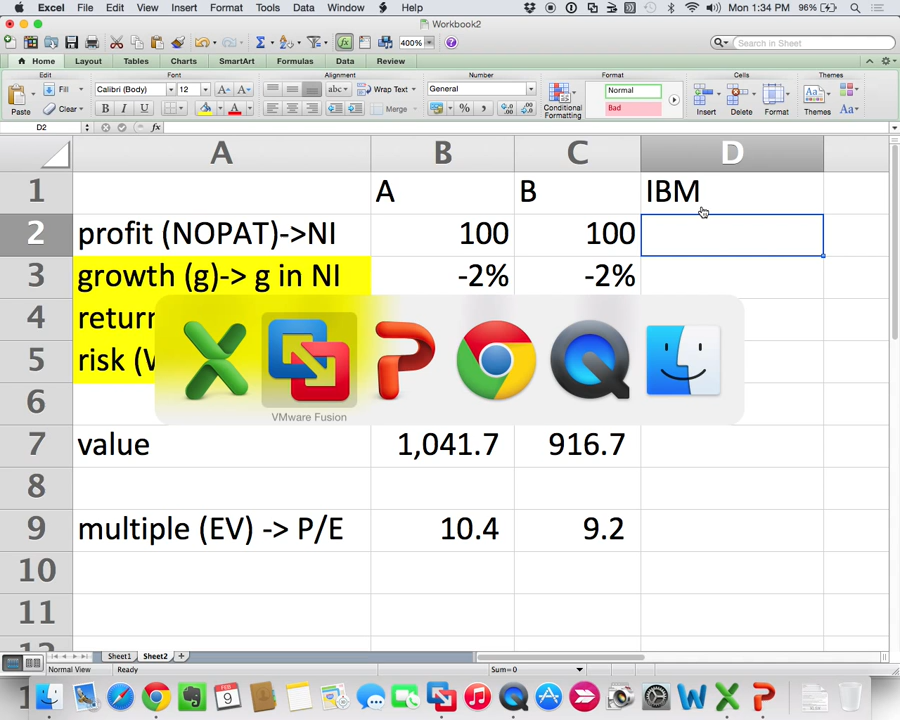 Excel File Edit View Insert Format Tools Data Window Help Mon 1:34 PM 96%
Workbook2
400% Search in Sheet
Home Layout Tables Charts SmartArt Formulas Data Review
Edit Font Alignment Number Format Cells Themes
Paste Fill Clear Calibri (Body) 12 A A abc Wrap Text General Normal
B I U A Merge % Conditional Formatting Bad Insert Delete Format Themes Aa
D2 fx
A B C D
1 A B IBM
2 profit (NOPAT)->NI 100 100
3 growth (g)-> g in NI -2% -2%
4 return
5 risk (W
VMware Fusion
6
7 value 1,041.7 916.7
8
9 multiple (EV) -> P/E 10.4 9.2
10
11
12
Sheet1 Sheet2
Normal View Ready Sum=0